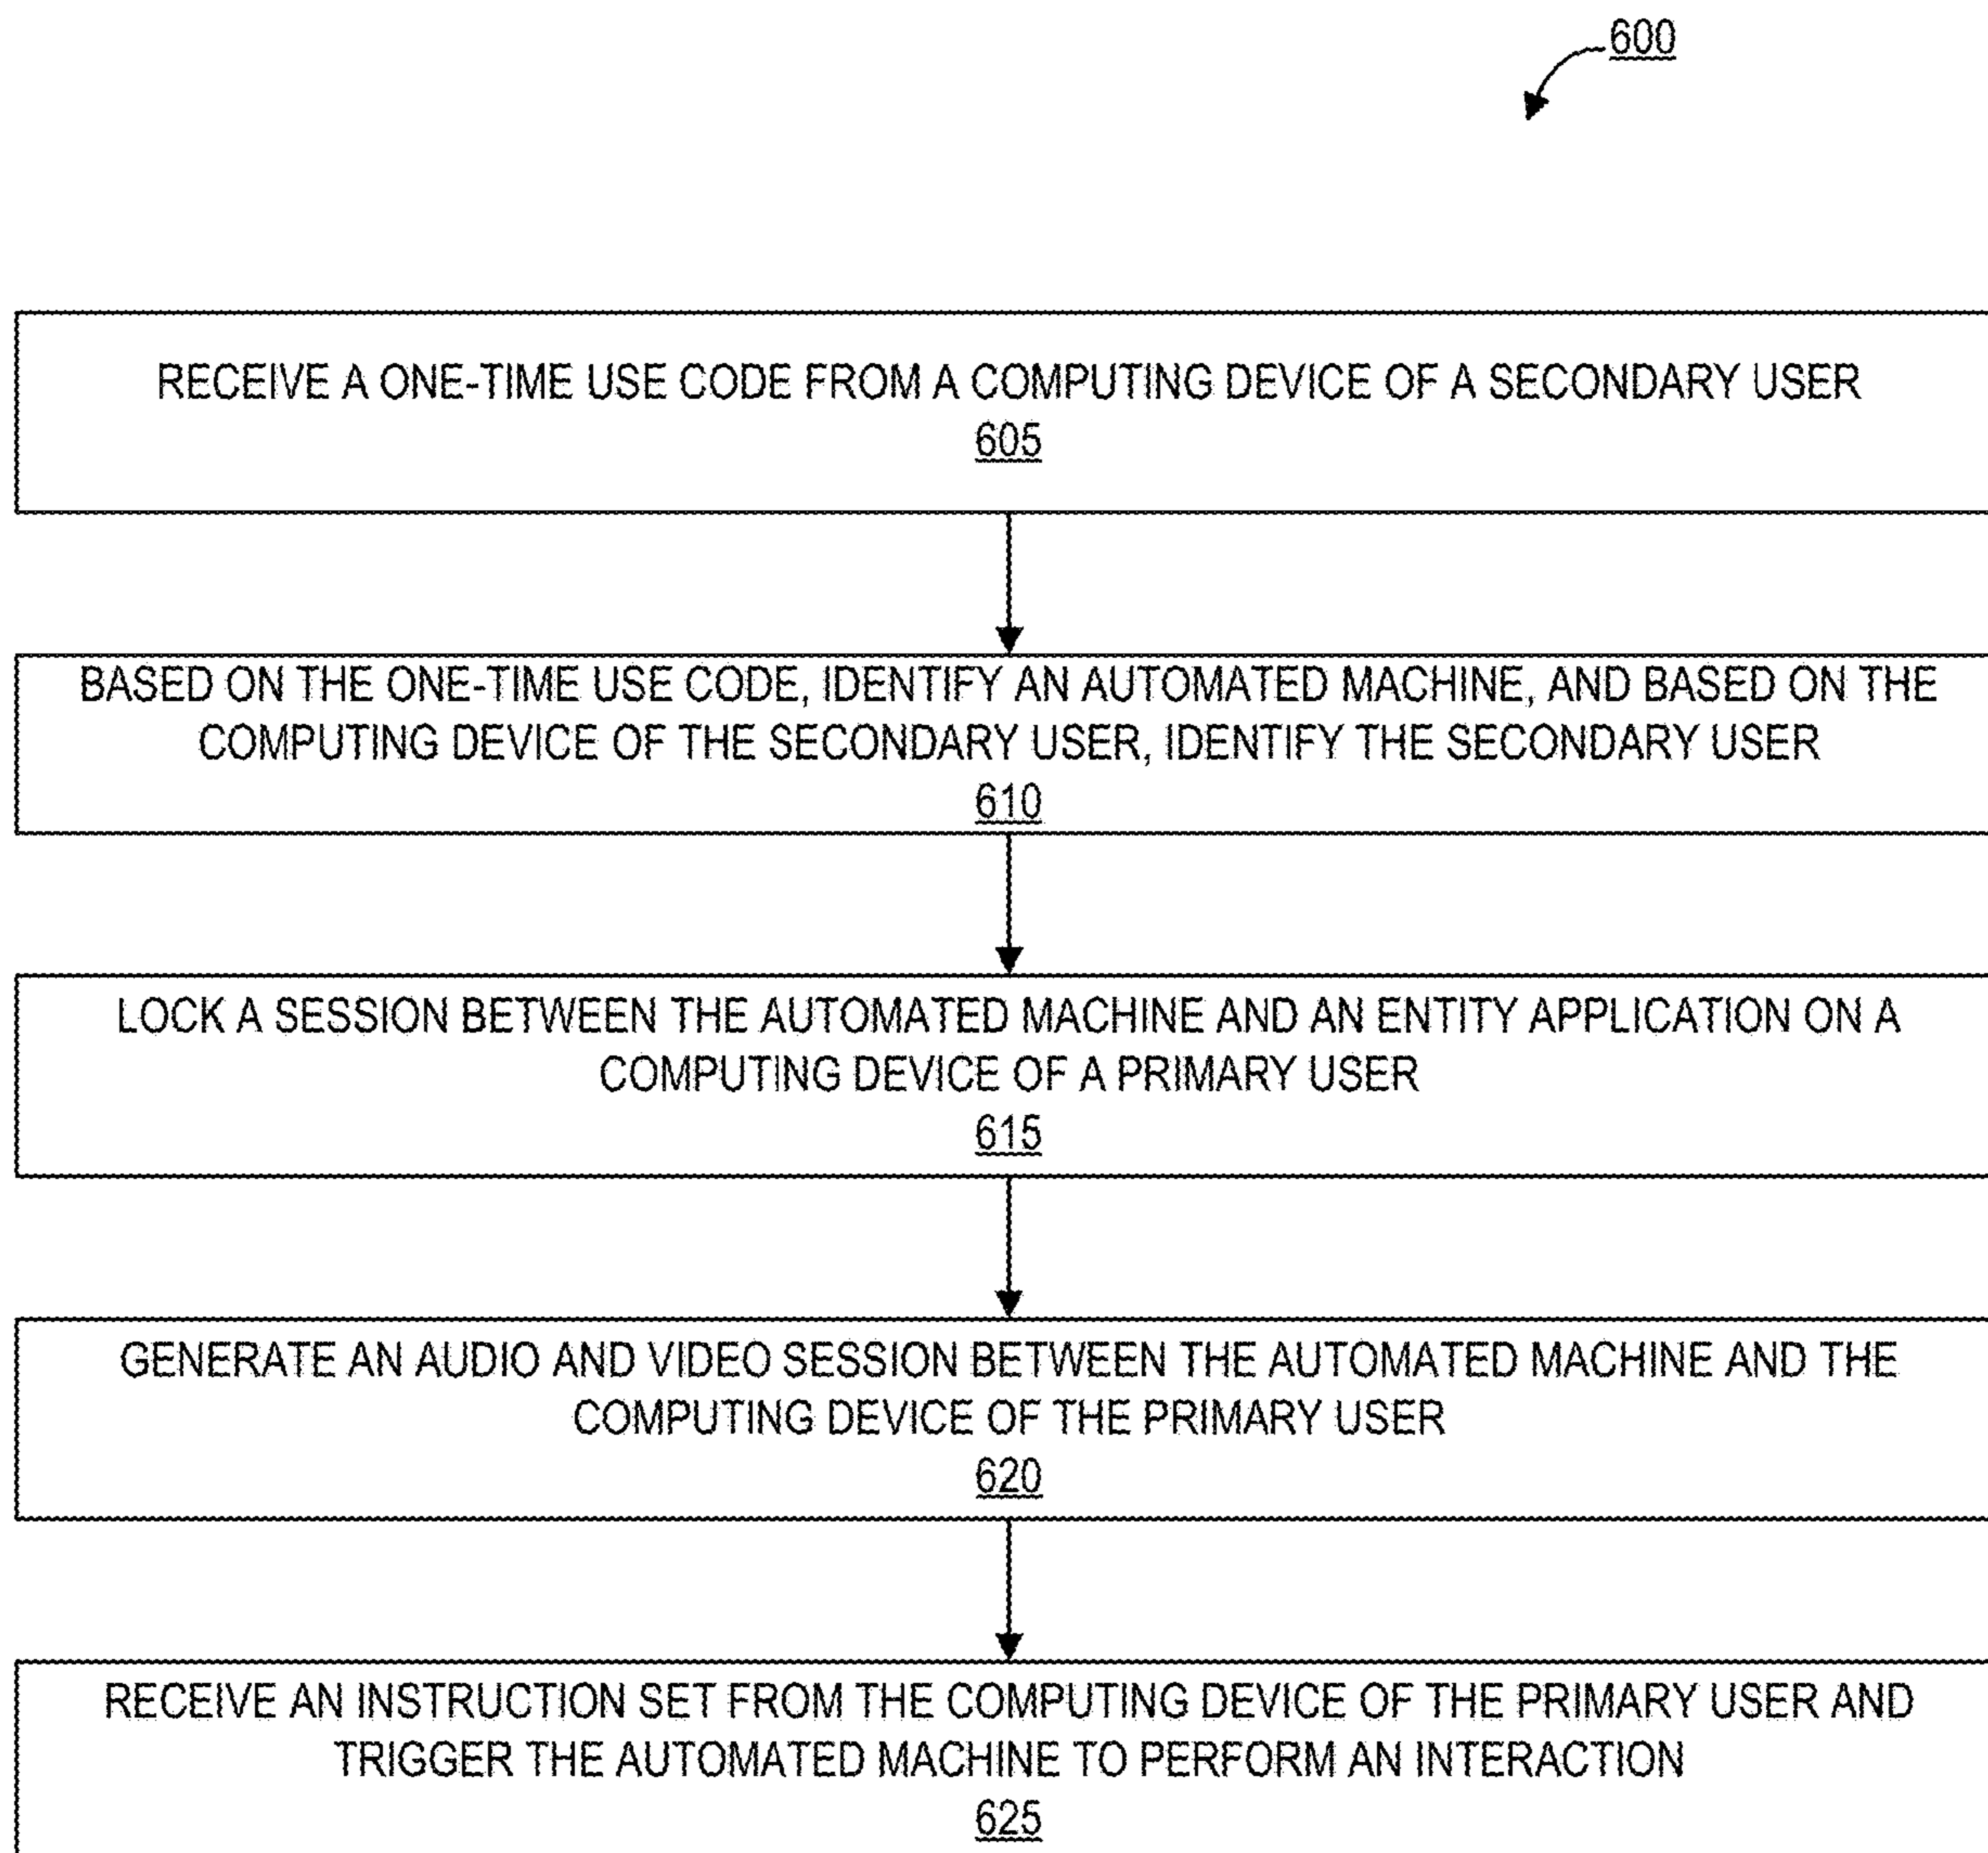 600
RECEIVE A ONE-TIME USE CODE FROM A COMPUTING DEVICE OF A SECONDARY USER
605
BASED ON THE ONE-TIME USE CODE, IDENTIFY AN AUTOMATED MACHINE, AND BASED ON THE
COMPUTING DEVICE OF THE SECONDARY USER, IDENTIFY THE SECONDARY USER
610
LOCK A SESSION BETWEEN THE AUTOMATED MACHINE AND AN ENTITY APPLICATION ON A
COMPUTING DEVICE OF A PRIMARY USER
615
GENERATE AN AUDIO AND VIDEO SESSION BETWEEN THE AUTOMATED MACHINE AND THE
COMPUTING DEVICE OF THE PRIMARY USER
620
RECEIVE AN INSTRUCTION SET FROM THE COMPUTING DEVICE OF THE PRIMARY USER AND
TRIGGER THE AUTOMATED MACHINE TO PERFORM AN INTERACTION
625